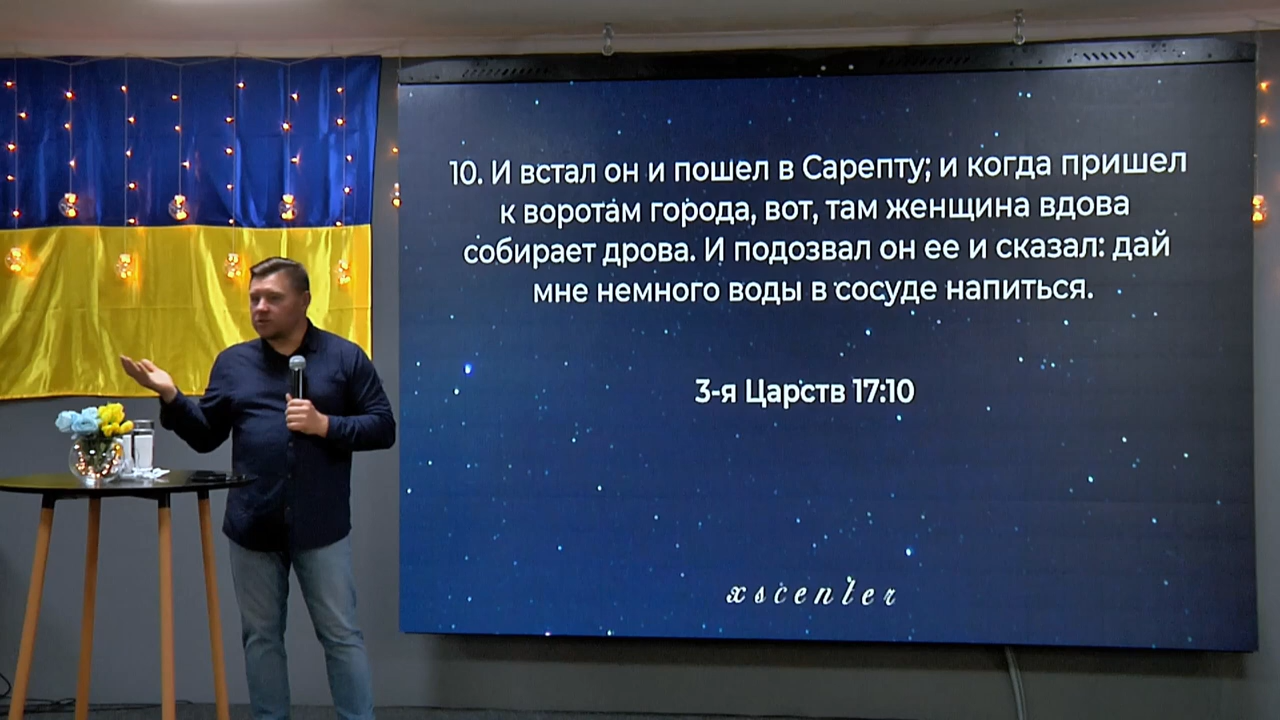 10. И встал он и пошел в Сарепту; и когда пришел
к воротам города, вот, там женщина вдова
собирает дрова. И подозвал он ее и сказал: дай
мне немного воды в сосуде напиться.
3-я Царств 17:10
xscenter